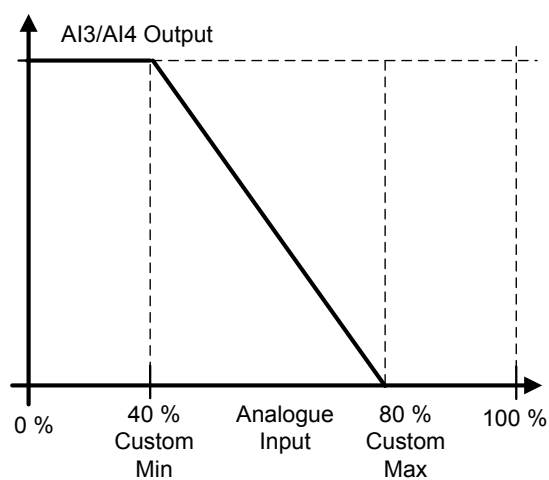 AI3/AI4 Output
0 %
40 %
Custom
Min
Analogue
Input
80 %
Custom
Max
100 %